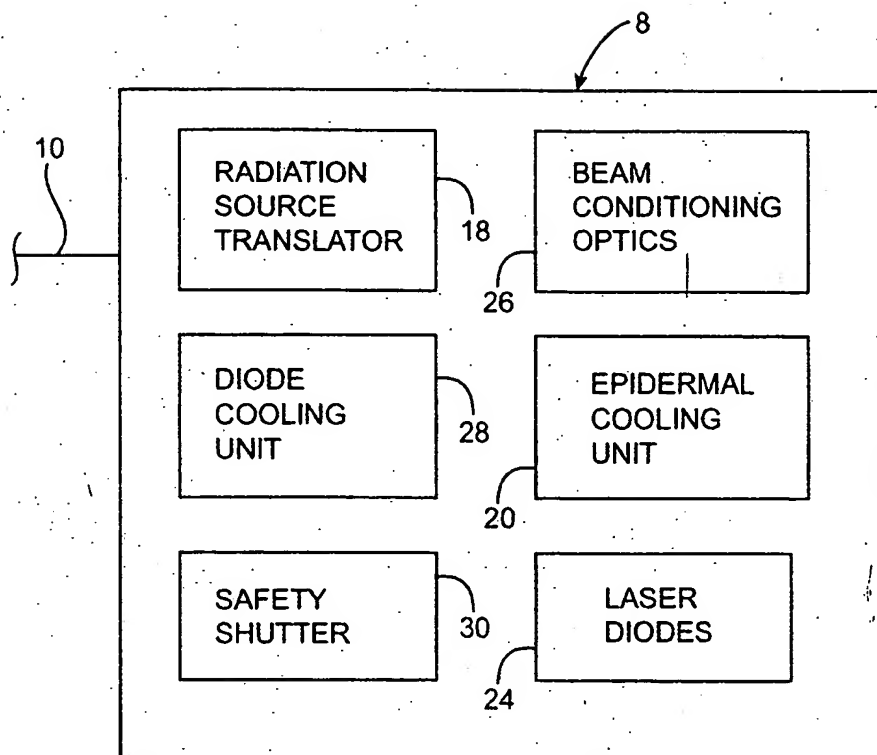 8
10
RADIATION
SOURCE
TRANSLATOR
18
BEAM
CONDITIONING
OPTICS
26
DIODE
COOLING
UNIT
28
EPIDERMAL
COOLING
UNIT
20
SAFETY
SHUTTER
30
LASER
DIODES
24